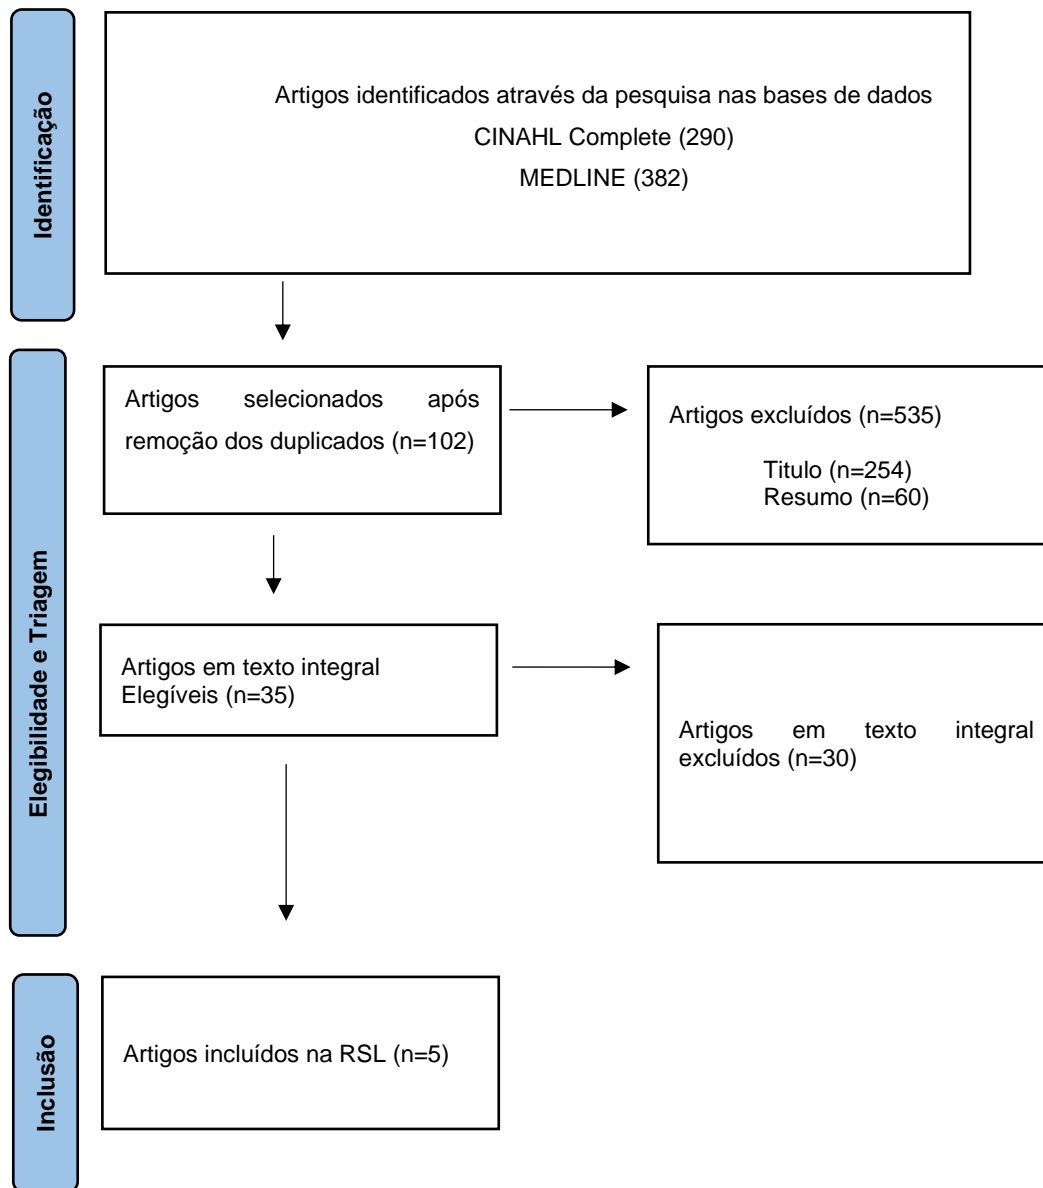 Identificação
Artigos identificados através da pesquisa nas bases de dados
CINAHL Complete (290)
MEDLINE (382)
Elegibilidade e Triagem
Artigos selecionados após
remoção dos duplicados (n=102)
Artigos excluídos (n=535)
Titulo (n=254)
Resumo (n=60)
Artigos em texto integral
Elegíveis (n=35)
Artigos em texto integral
excluídos (n=30)
Inclusão
Artigos incluídos na RSL (n=5)